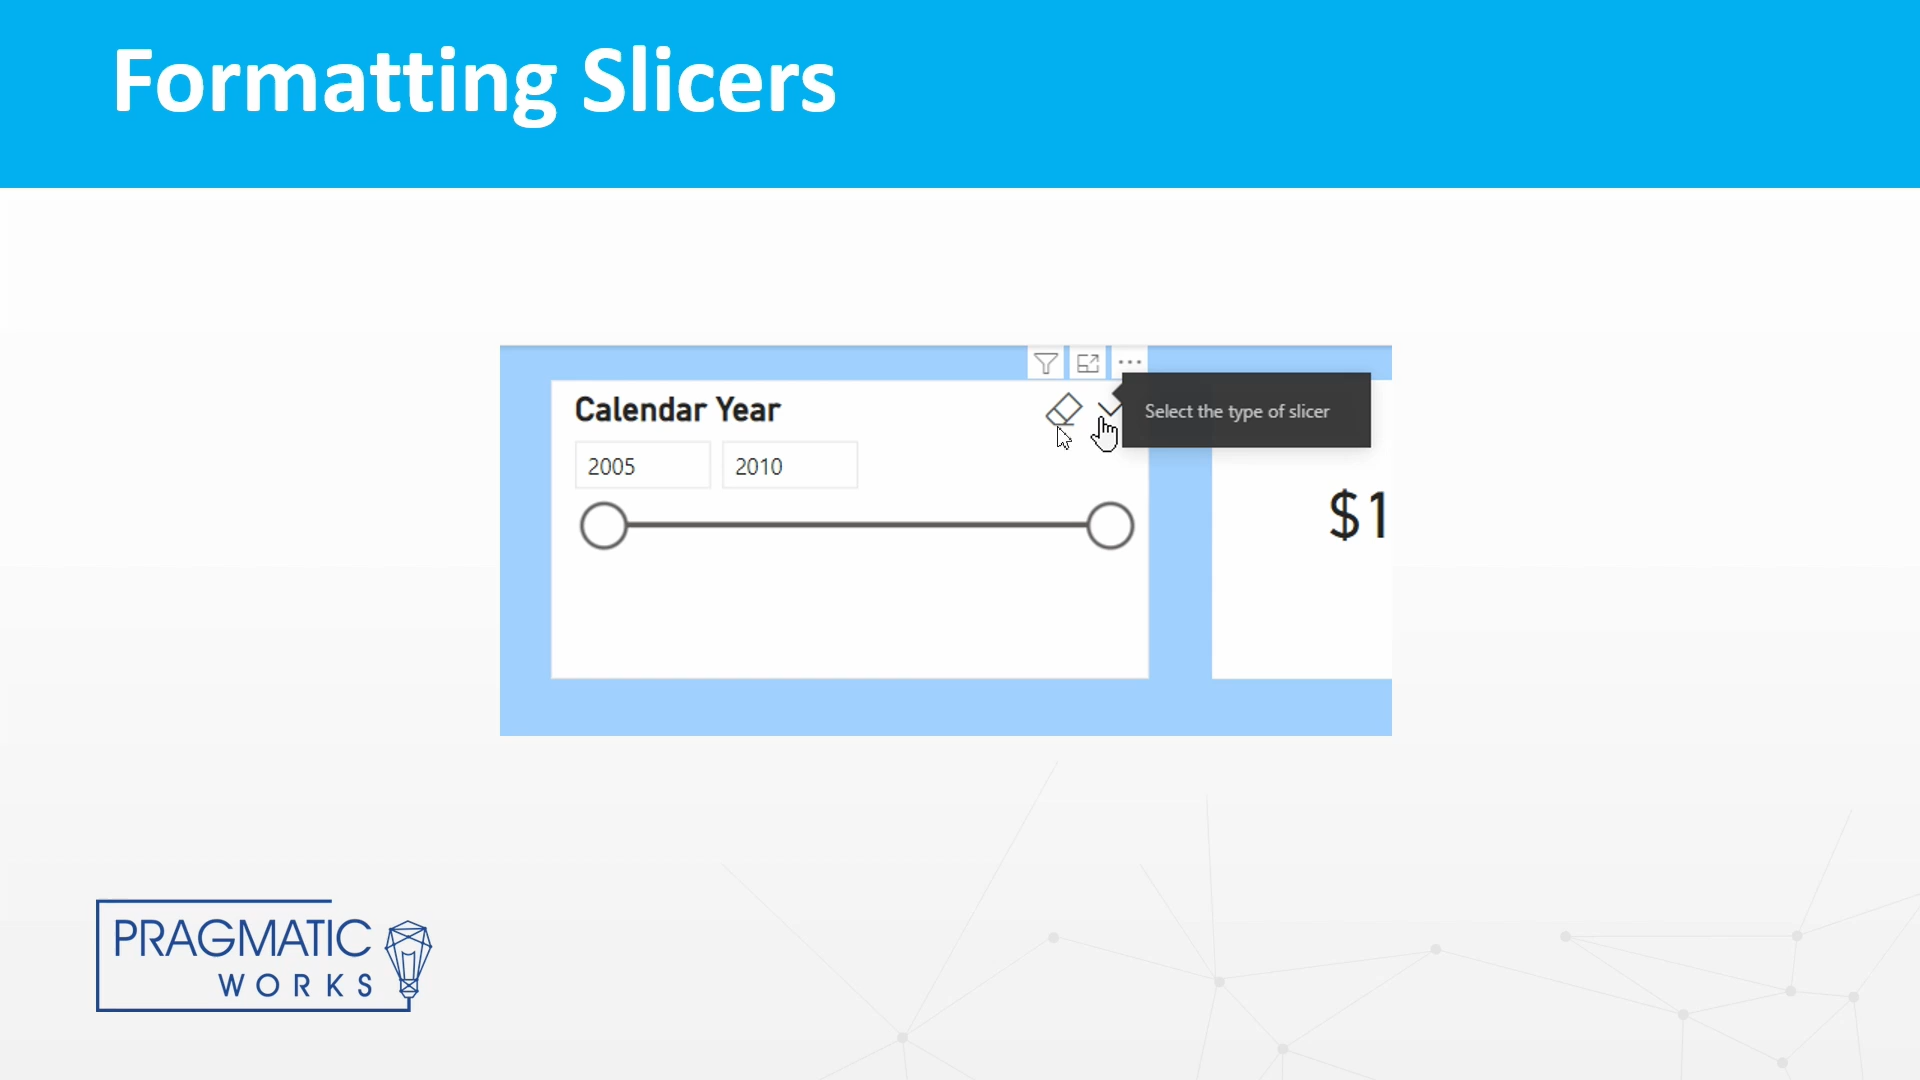 Formatting Slicers
Calendar Year
Select the type of slicer
2005 2010
$1
PRAGMATIC
WORKS